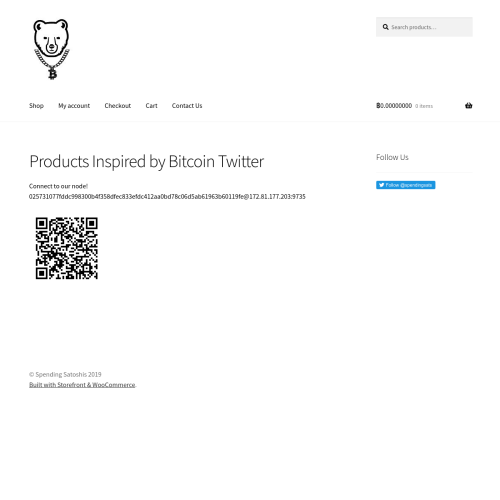 Search products...
Shop My account Checkout Cart Contact Us ฿0.00000000 0 items
Products Inspired by Bitcoin Twitter
Follow Us
Connect to our node!
025731077fddc998300b4f358dfec833efdc412aa0bd78c06d5ab61963b60119fe@172.81.177.203:9735
Follow @spendingsats
© Spending Satoshis 2019
Built with Storefront & WooCommerce.